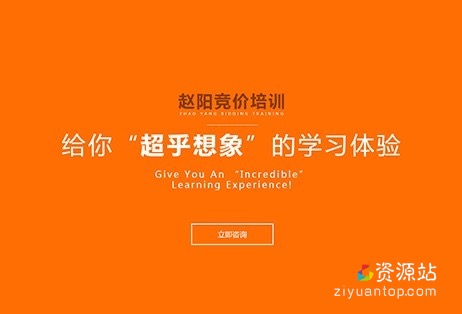 赵阳竞价培训
ZHAO YANG BIDDING TRAINING
给你“超乎想象”的学习体验
Give You An “Incredible”
Learning Experience!
立即咨询
资源站
ziyuantop.com